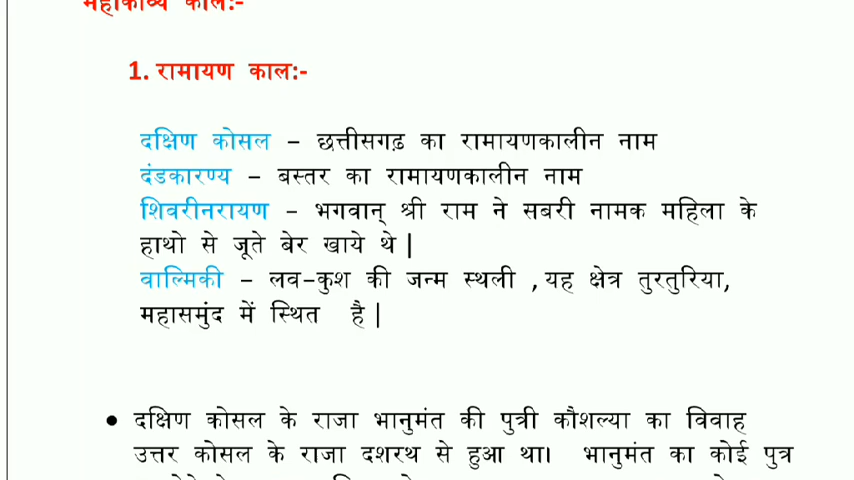 महाकाव्य काल:-
1. रामायण काल:-
दक्षिण कोसल – छत्तीसगढ़ का रामायणकालीन नाम
दंडकारण्य – बस्तर का रामायणकालीन नाम
शिवरीनरायण – भगवान् श्री राम ने सबरी नामक महिला के
हाथो से जूते बेर खाये थे |
वाल्मिकी – लव-कुश की जन्म स्थली ,यह क्षेत्र तुरतुरिया,
महासमुंद में स्थित है |
• दक्षिण कोसल के राजा भानुमंत की पुत्री कौशल्या का विवाह
उत्तर कोसल के राजा दशरथ से हुआ था। भानुमंत का कोई पुत्र